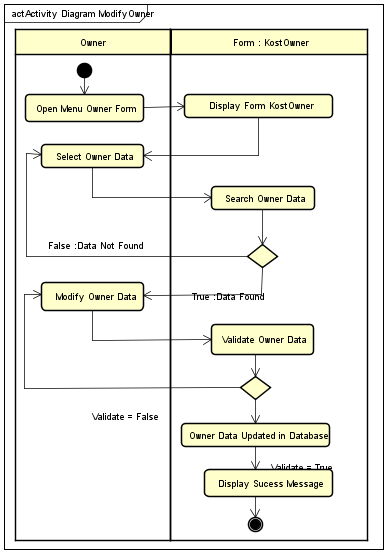 actActivity Diagram ModifyOwner
Owner
Form : KostOwner
Open Menu Owner Form
Display Form KostOwner
Select Owner Data
Search Owner Data
False :Data Not Found
Modify Owner Data
True :Data Found
Validate Owner Data
Validate = False
Owner Data Updated in Database
Validate = True
Display Sucess Message